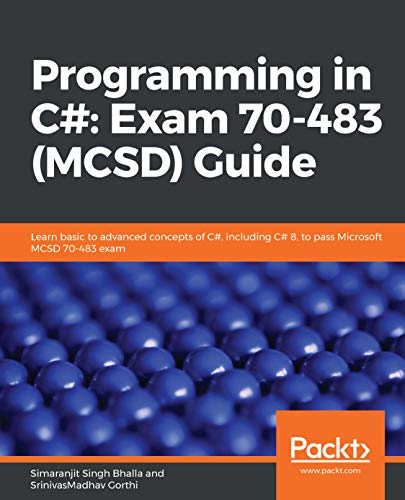 Programming in
C#: Exam 70-483
(MCSD) Guide
Learn basic to advanced concepts of C#, including C# 8, to pass Microsoft
MCSD 70-483 exam
Simaranjit Singh Bhalla and
SrinivasMadhav Gorthi
Packt>
www.packt.com